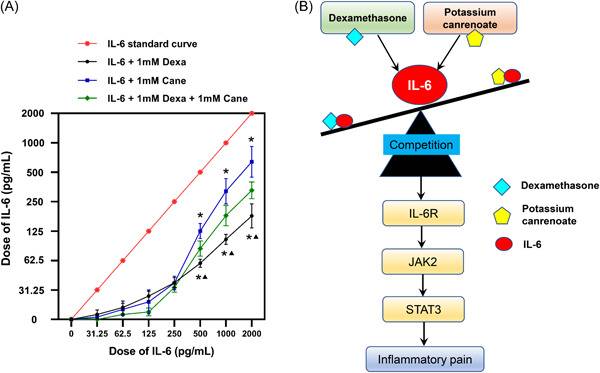 (A)
IL-6 standard curve
IL-6 + 1mM Dexa
IL-6 + 1mM Cane
IL-6 + 1mM Dexa + 1mM Cane
Dose of IL-6 (pg/mL)
2000
1000
500
250
125
62.5
31.25
0
*
*
*
*▲
*▲
*▲
0 31.25 62.5 125 250 500 1000 2000
Dose of IL-6 (pg/mL)
(B)
Dexamethasone
Potassium
canrenoate
IL-6
Competition
IL-6R
JAK2
STAT3
Inflammatory pain
Dexamethasone
Potassium
canrenoate
IL-6